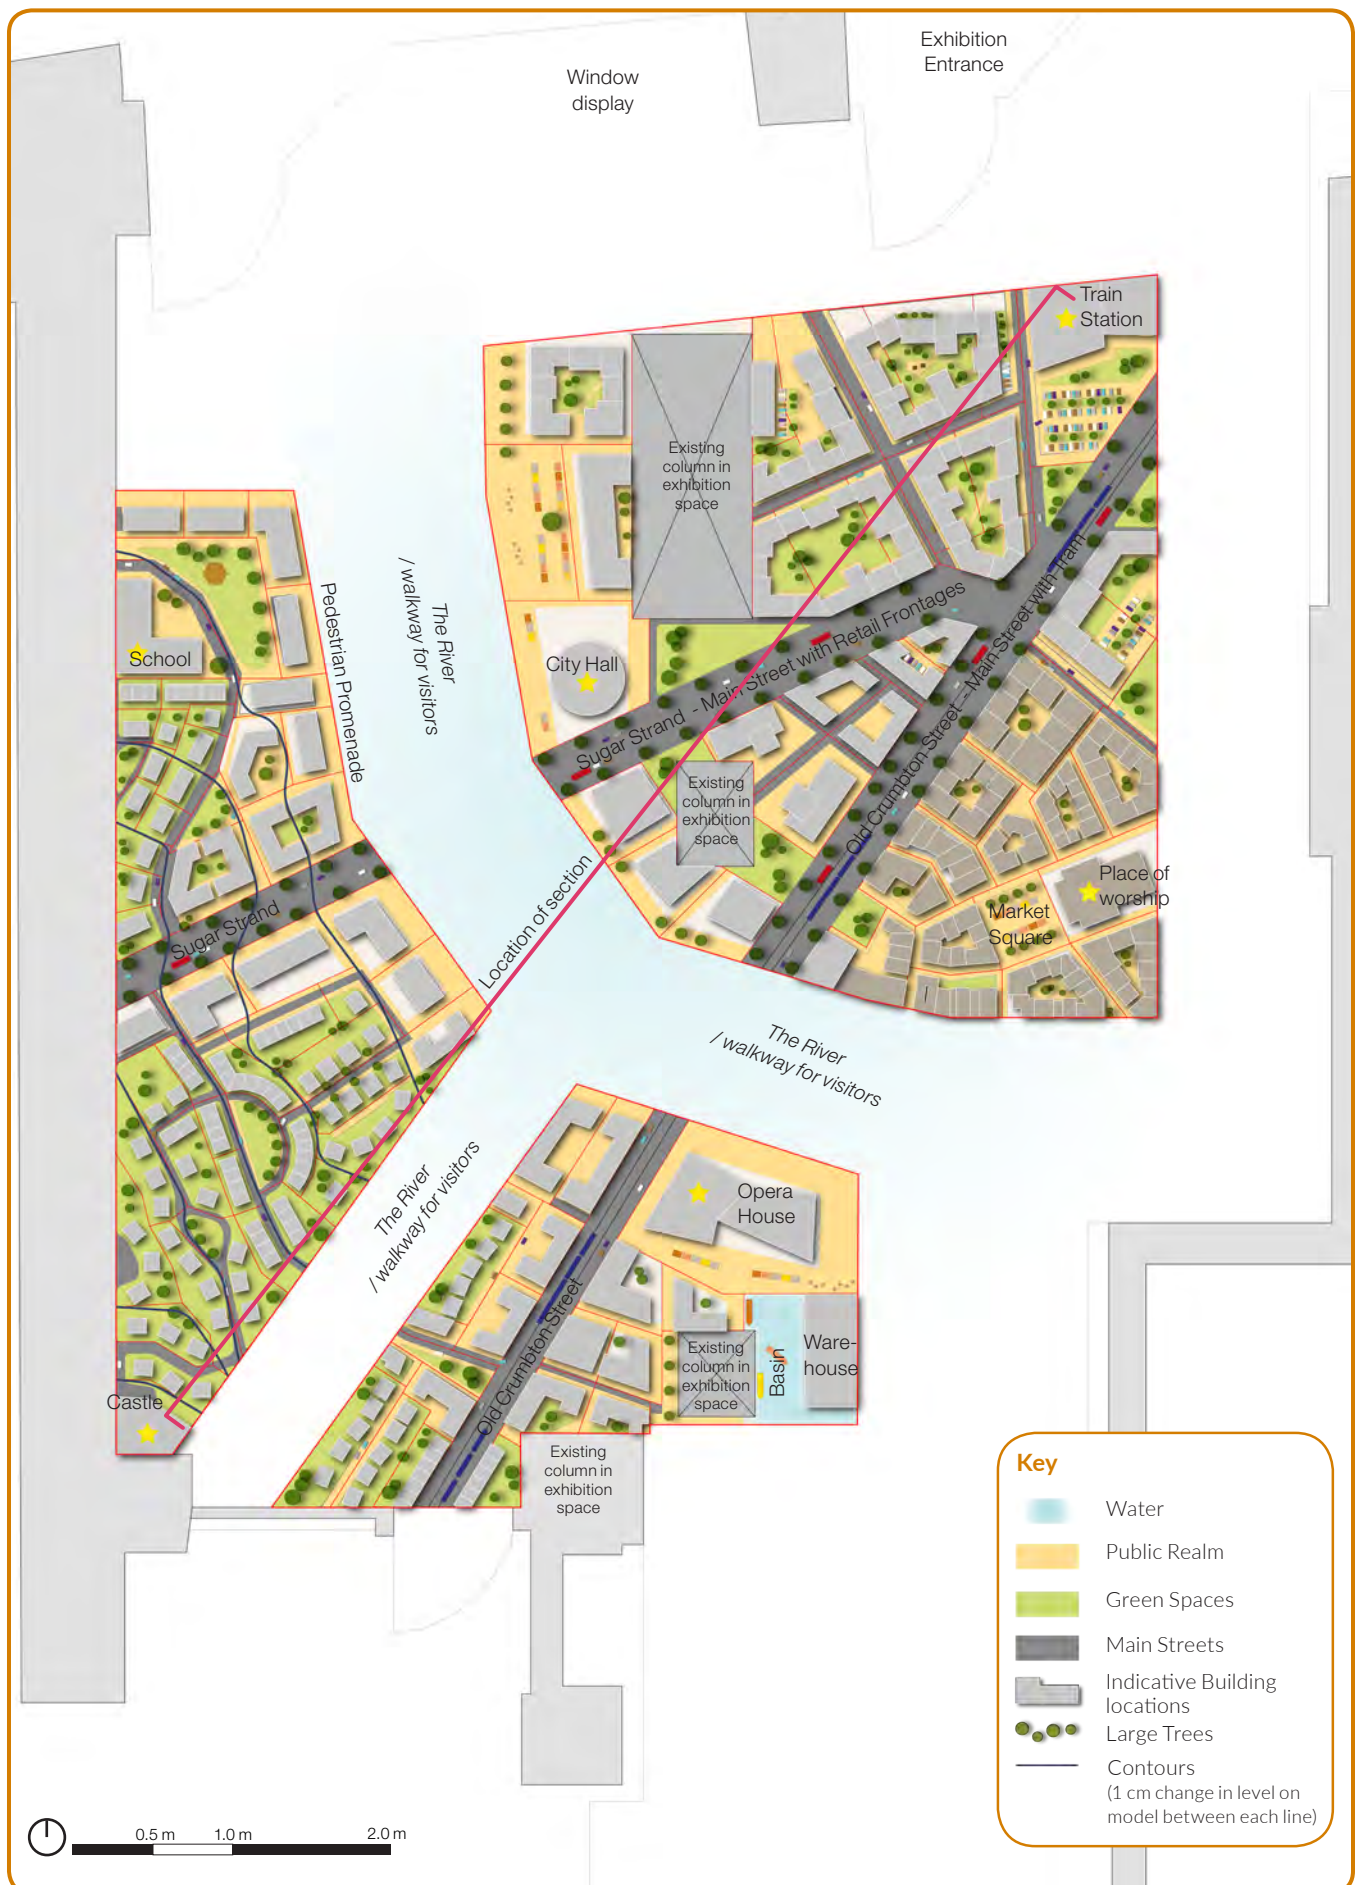 Exhibition
Entrance
Window
display
Train
Station
Existing
column in
exhibition
space
The River
/ walkway for visitors
Pedestrian Promenade
School
City Hall
Sugar Strand - Main Street with Retail Frontages
Old Crumbton Street - Main Street with Tram
Existing
column in
exhibition
space
Place of
worship
Market
Square
Sugar Strand
Location of section
The River
/ walkway for visitors
The River
/ walkway for visitors
Opera
House
Old Crumbton Street
Existing
column in
exhibition
space
Basin
Ware-
house
Castle
Existing
column in
exhibition
space
Key
Water
Public Realm
Green Spaces
Main Streets
Indicative Building
locations
Large Trees
Contours
(1 cm change in level on
model between each line)
0.5 m 1.0 m 2.0 m